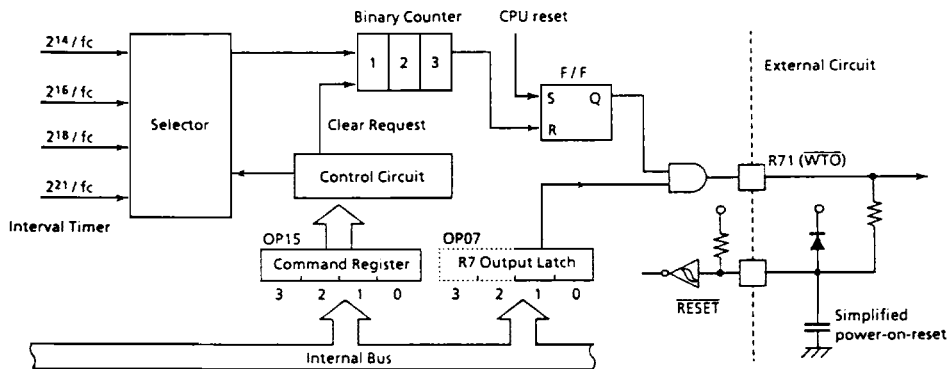 CPU reset
Binary Counter
2¹⁴/fc
F/F
1 2 3
External Circuit
S Q
2¹⁶/fc
R
Selector
Clear Request
2¹⁸/fc
R71 (W̅T̅O̅)
Control Circuit
2²¹/fc
Interval Timer
OP15
OP07
Command Register
R7 Output Latch
3 2 1 0
3 2 1 0
R̅E̅S̅E̅T̅
Simplified
power-on-reset
Internal Bus